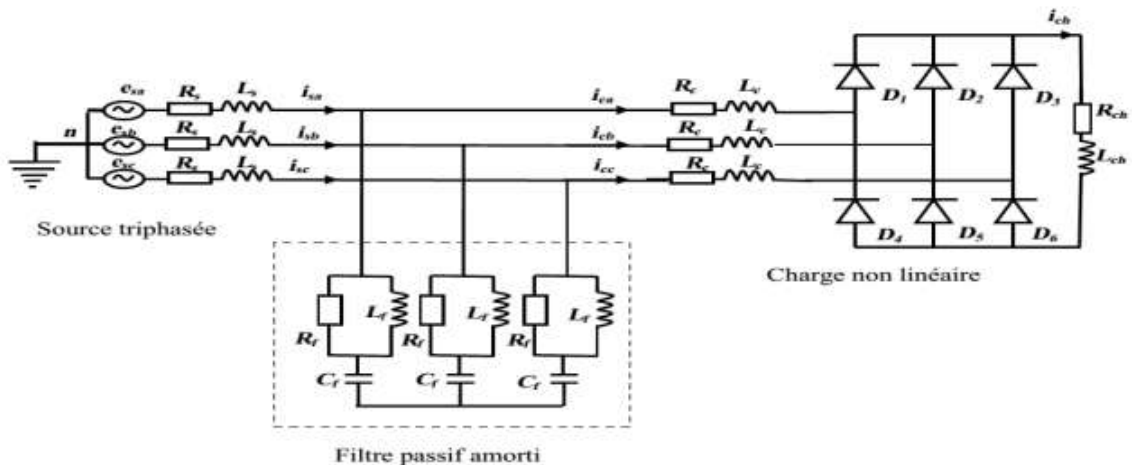 i_ch
e_sa R_s L_s i_sa i_ca R_c L_c D_1 D_2 D_3
R_ch
n e_sb R_s L_s i_sb i_cb R_c L_c
L_ch
e_sc R_s L_s i_sc i_cc R_c L_c
Source triphasée
D_4 D_5 D_6
Charge non linéaire
L_f L_f L_f
R_f R_f R_f
C_f C_f C_f
Filtre passif amorti